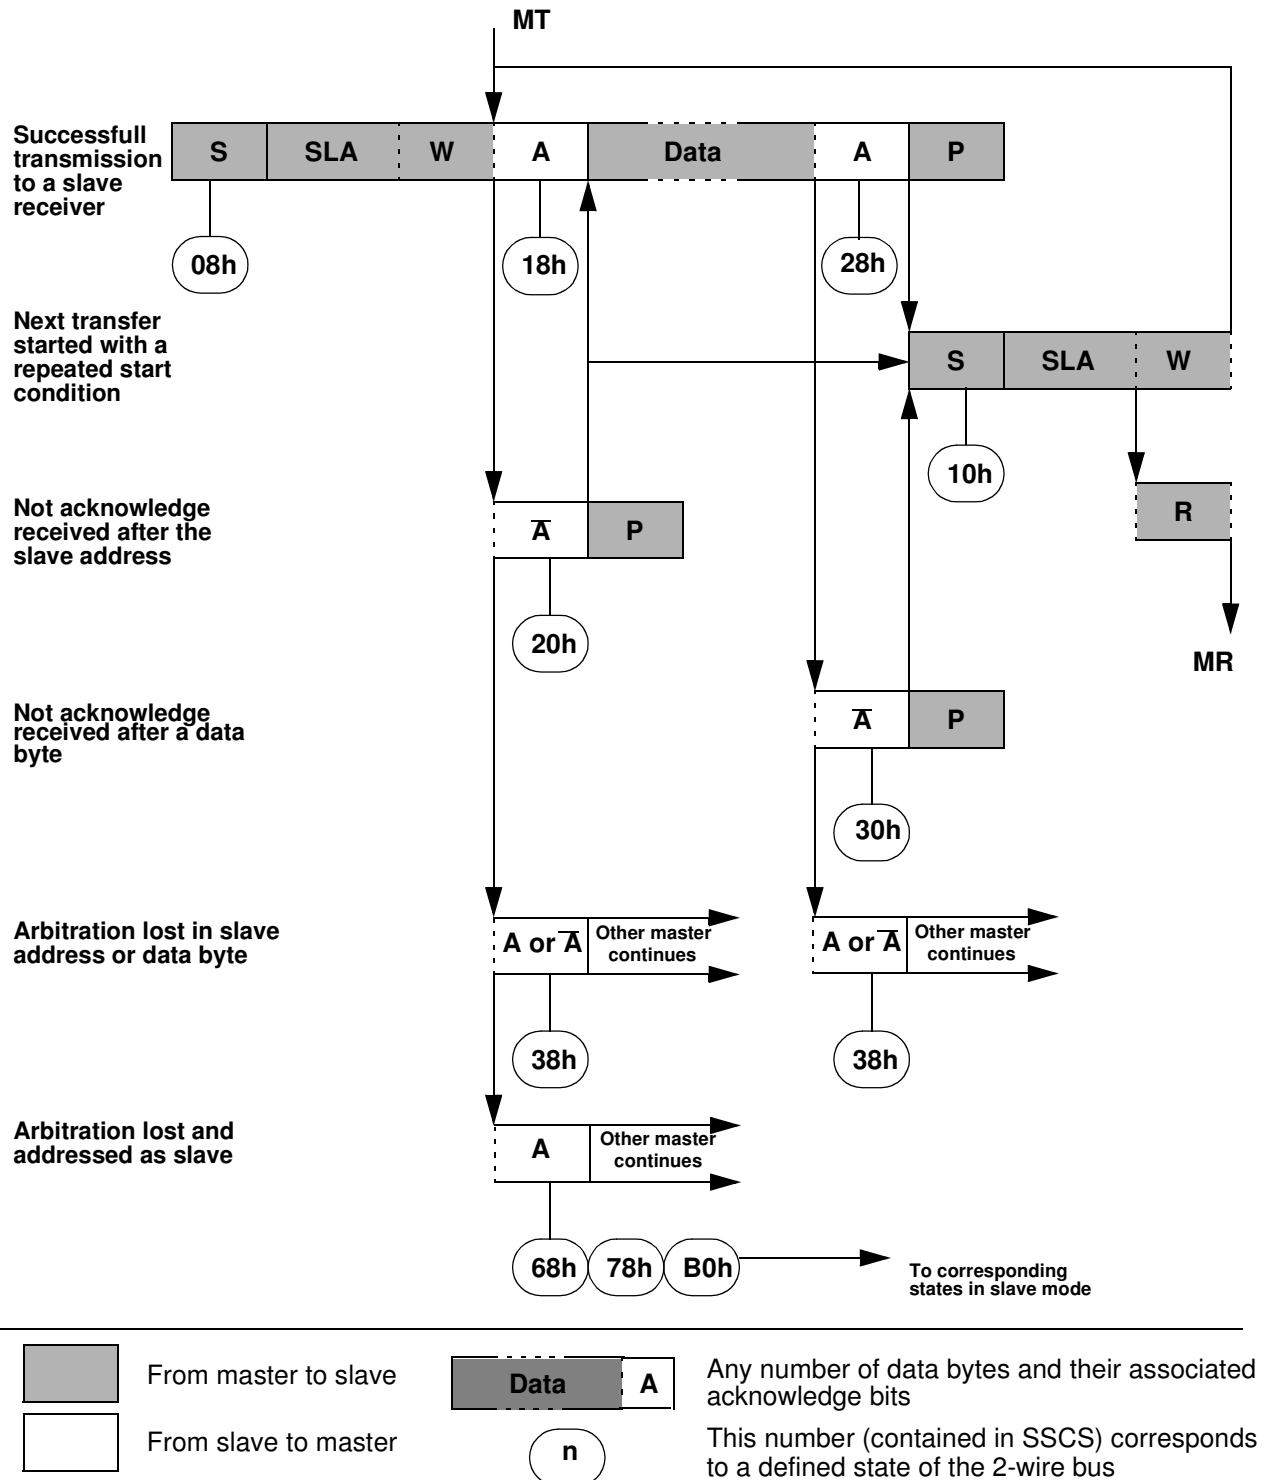 MT
Successfull
transmission
to a slave
receiver
S SLA W A Data A P
08h 18h 28h
Next transfer
started with a
repeated start
condition
S SLA W
10h
Not acknowledge
received after the
slave address
A̅ P
R
20h
MR
Not acknowledge
received after a data
byte
A̅ P
30h
Arbitration lost in slave
address or data byte
A or A̅
Other master
continues
A or A̅
Other master
continues
38h 38h
Arbitration lost and
addressed as slave
A
Other master
continues
68h 78h B0h
To corresponding
states in slave mode
From master to slave
Data A
Any number of data bytes and their associated
acknowledge bits
From slave to master
n
This number (contained in SSCS) corresponds
to a defined state of the 2-wire bus